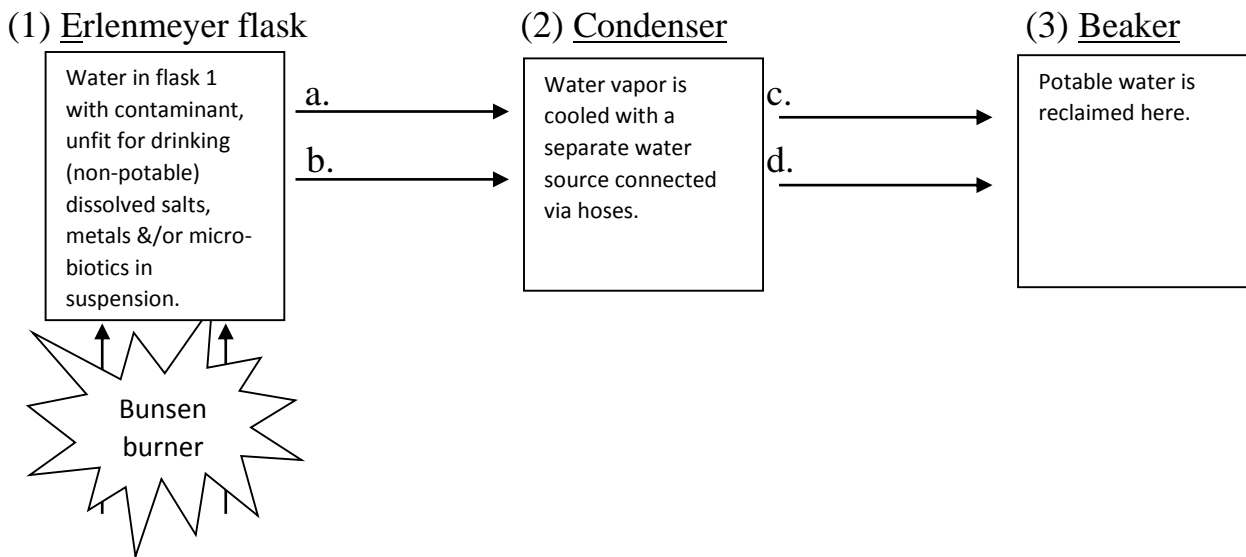 (1) Erlenmeyer flask
Water in flask 1
with contaminant,
unfit for drinking
(non-potable)
dissolved salts,
metals &/or micro-
biotics in
suspension.
Bunsen
burner
a.
b.
(2) Condenser
Water vapor is
cooled with a
separate water
source connected
via hoses.
c.
d.
(3) Beaker
Potable water is
reclaimed here.